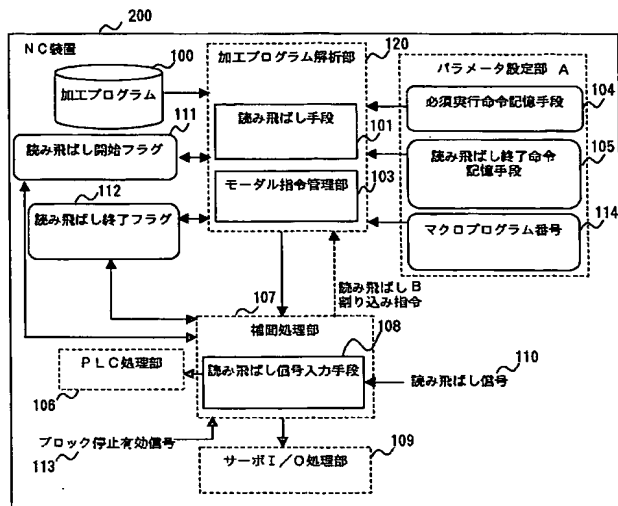 200
NC装置
100
加工プログラム
120
加工プログラム解析部
読み飛ばし手段
101
モーダル指令管理部
103
パラメータ設定部 A
必須実行命令記憶手段
104
読み飛ばし終了命令
記憶手段
105
マクロプログラム番号
114
111
読み飛ばし開始フラグ
112
読み飛ばし終了フラグ
読み飛ばし B
割り込み指令
107
補間処理部
108
読み飛ばし信号入力手段
PLC処理部
106
110
読み飛ばし信号
ブロック停止有効信号
113
サーボI/O処理部
109